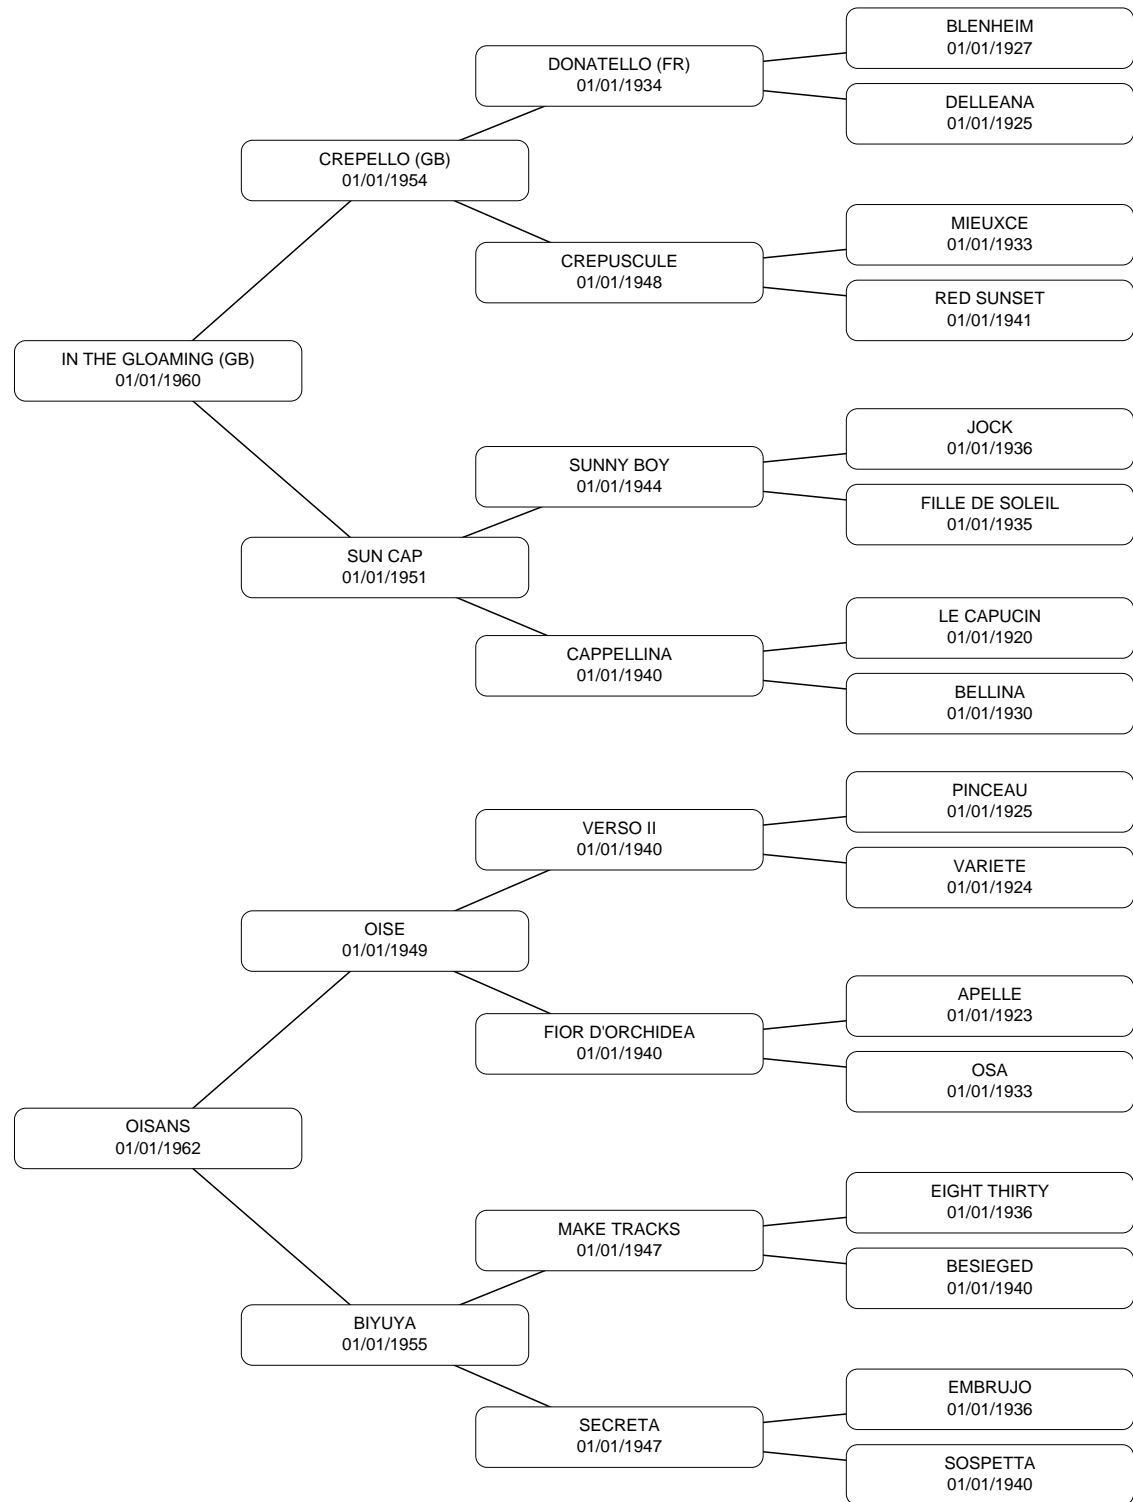 BLENHEIM
01/01/1927
DONATELLO (FR)
01/01/1934
DELLEANA
01/01/1925
CREPELLO (GB)
01/01/1954
MIEUXCE
01/01/1933
CREPUSCULE
01/01/1948
RED SUNSET
01/01/1941
IN THE GLOAMING (GB)
01/01/1960
JOCK
01/01/1936
SUNNY BOY
01/01/1944
FILLE DE SOLEIL
01/01/1935
SUN CAP
01/01/1951
LE CAPUCIN
01/01/1920
CAPPELLINA
01/01/1940
BELLINA
01/01/1930
PINCEAU
01/01/1925
VERSO II
01/01/1940
VARIETE
01/01/1924
OISE
01/01/1949
APELLE
01/01/1923
FIOR D'ORCHIDEA
01/01/1940
OSA
01/01/1933
OISANS
01/01/1962
EIGHT THIRTY
01/01/1936
MAKE TRACKS
01/01/1947
BESIEGED
01/01/1940
BIYUYA
01/01/1955
EMBRUJO
01/01/1936
SECRETA
01/01/1947
SOSPETTA
01/01/1940